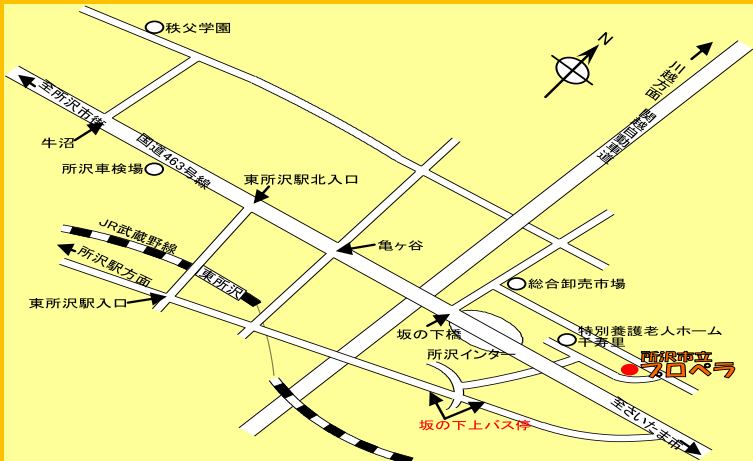 秩父学園
N
川越方面
関越自動車道
至所沢市街
牛沼
国道463号線
所沢車検場
東所沢駅北入口
JR武蔵野線
亀ヶ谷
所沢駅方面
東所沢
総合卸売市場
東所沢駅入口
坂の下橋
特別養護老人ホーム
千寿里
所沢インター
所沢市立
プロペラ
至さいたま市
坂の下上バス停